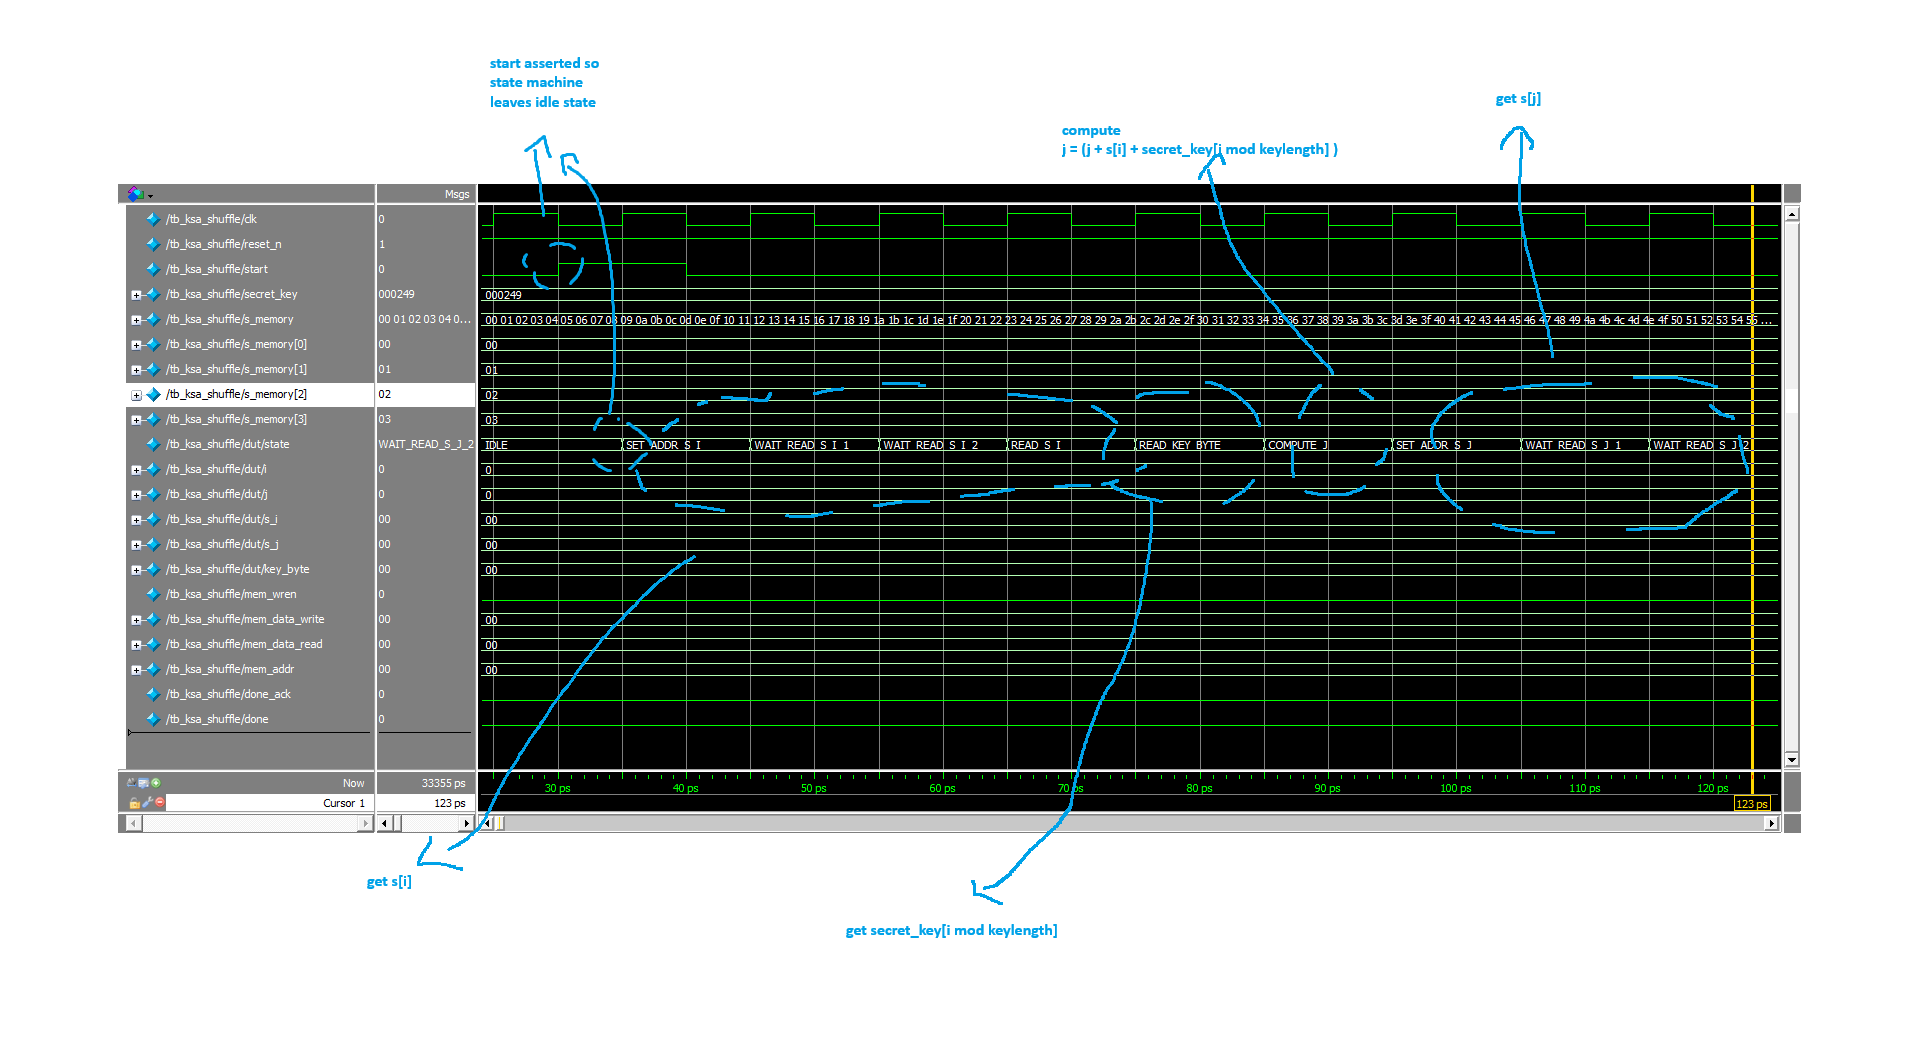 start asserted so
state machine
leaves idle state
get s[j]
compute
j = (j + s[i] + secret_key[i mod keylength] )
Msgs
/tb_ksa_shuffle/clk 0
/tb_ksa_shuffle/reset_n 1
/tb_ksa_shuffle/start 0
/tb_ksa_shuffle/secret_key 000249 000249
/tb_ksa_shuffle/s_memory 00 01 02 03 04 0... 00 01 02 03 04 05 06 07 08 09 0a 0b 0c 0d 0e 0f 10 11 12 13 14 15 16 17 18 19 1a 1b 1c 1d 1e 1f 20 21 22 23 24 25 26 27 28 29 2a 2b 2c 2d 2e 2f 30 31 32 33 34 35 36 37 38 39 3a 3b 3c 3d 3e 3f 40 41 42 43 44 45 46 47 48 49 4a 4b 4c 4d 4e 4f 50 51 52 53 54 55 ...
/tb_ksa_shuffle/s_memory[0] 00 00
/tb_ksa_shuffle/s_memory[1] 01 01
/tb_ksa_shuffle/s_memory[2] 02 02
/tb_ksa_shuffle/s_memory[3] 03 03
/tb_ksa_shuffle/dut/state WAIT_READ_S_J_2 IDLE SET_ADDR_S_I WAIT_READ_S_I_1 WAIT_READ_S_I_2 READ_S_I READ_KEY_BYTE COMPUTE_J SET_ADDR_S_J WAIT_READ_S_J_1 WAIT_READ_S_J_2
/tb_ksa_shuffle/dut/i 0 0
/tb_ksa_shuffle/dut/j 0 0
/tb_ksa_shuffle/dut/s_i 00 00
/tb_ksa_shuffle/dut/s_j 00 00
/tb_ksa_shuffle/dut/key_byte 00 00
/tb_ksa_shuffle/mem_wren 0
/tb_ksa_shuffle/mem_data_write 00 00
/tb_ksa_shuffle/mem_data_read 00 00
/tb_ksa_shuffle/mem_addr 00 00
/tb_ksa_shuffle/done_ack 0
/tb_ksa_shuffle/done 0
Now 33355 ps 30 ps 40 ps 50 ps 60 ps 70 ps 80 ps 90 ps 100 ps 110 ps 120 ps
Cursor 1 123 ps 123 ps
get s[i]
get secret_key[i mod keylength]